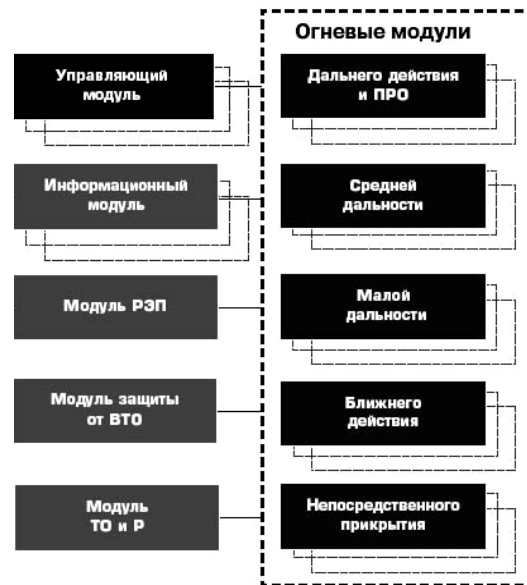 Огневые модули
Управляющий
модуль
Информационный
модуль
Модуль РЭП
Модуль защиты
от ВТО
Модуль
ТО и Р
Дальнего действия
и ПРО
Средней
дальности
Малой
дальности
Ближнего
действия
Непосредственного
прикрытия